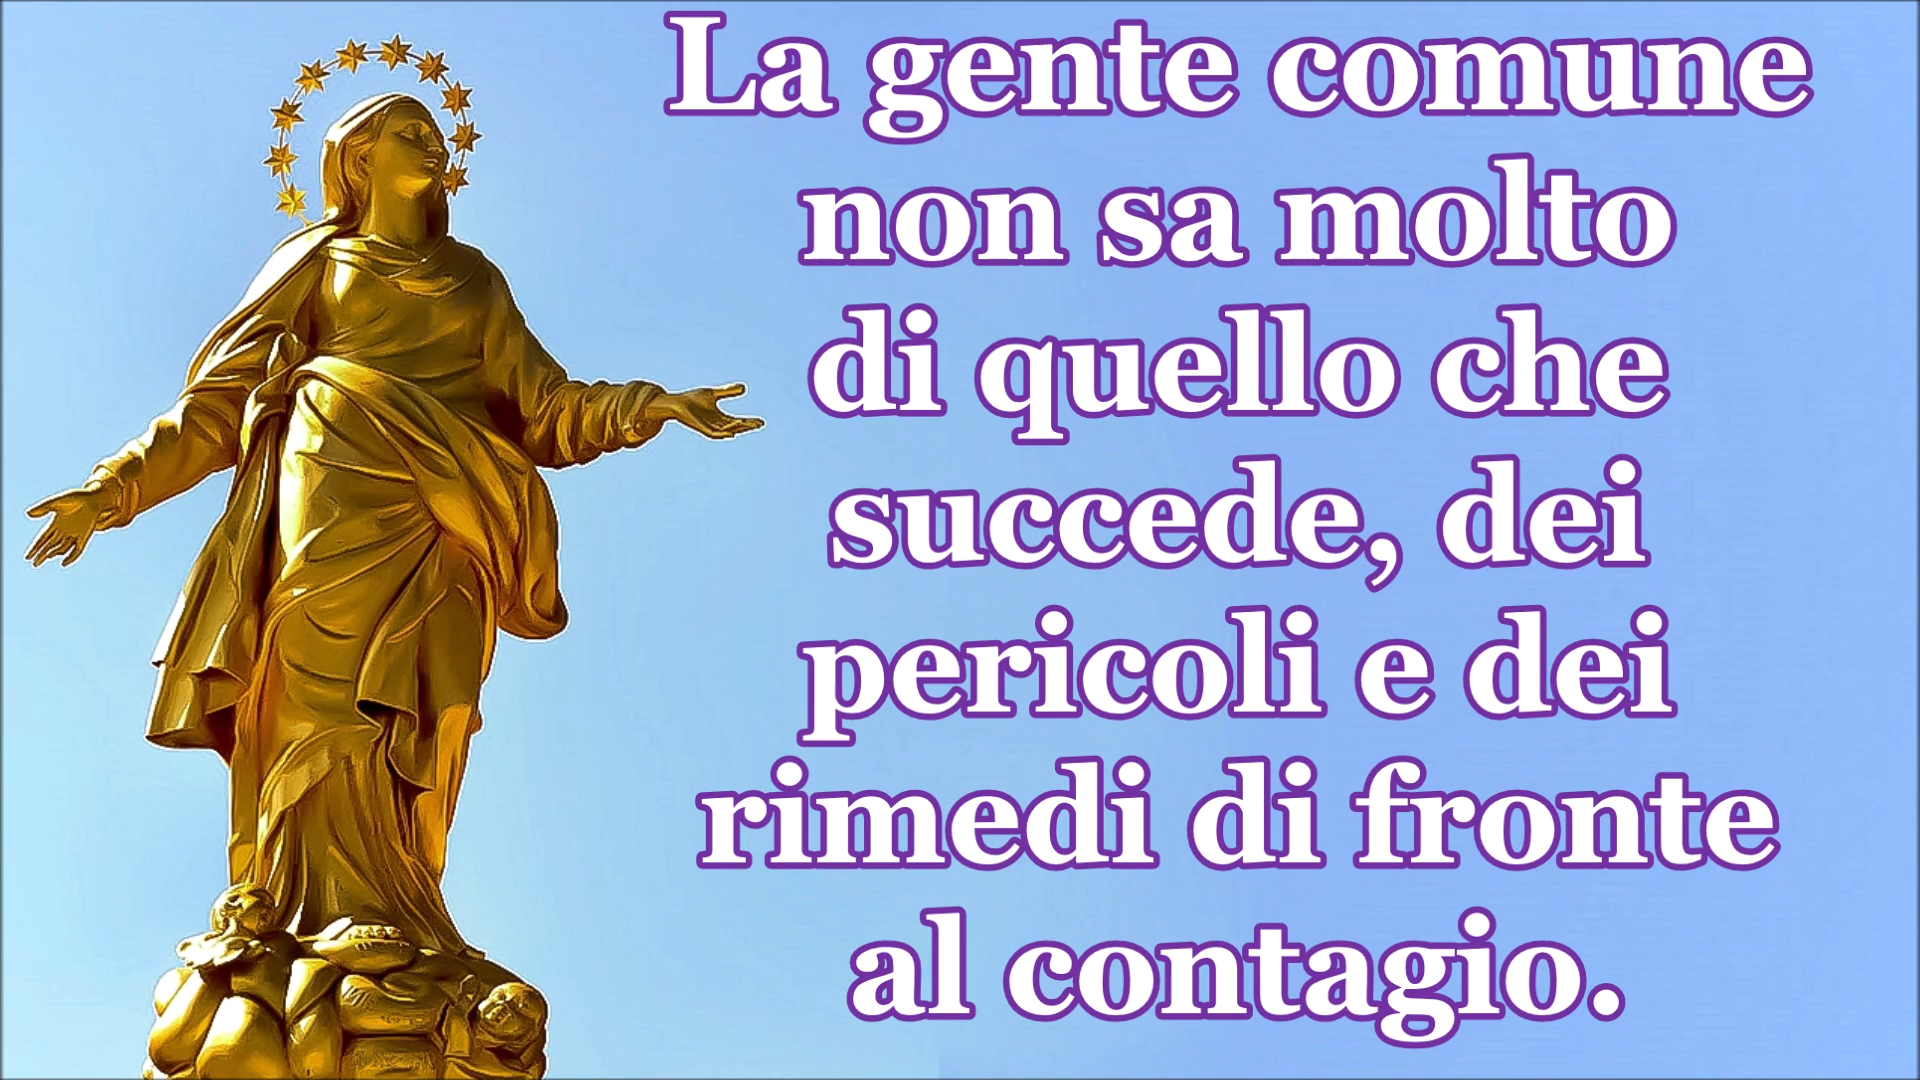 La gente comune
non sa molto
di quello che
succede, dei
pericoli e dei
rimedi di fronte
al contagio.